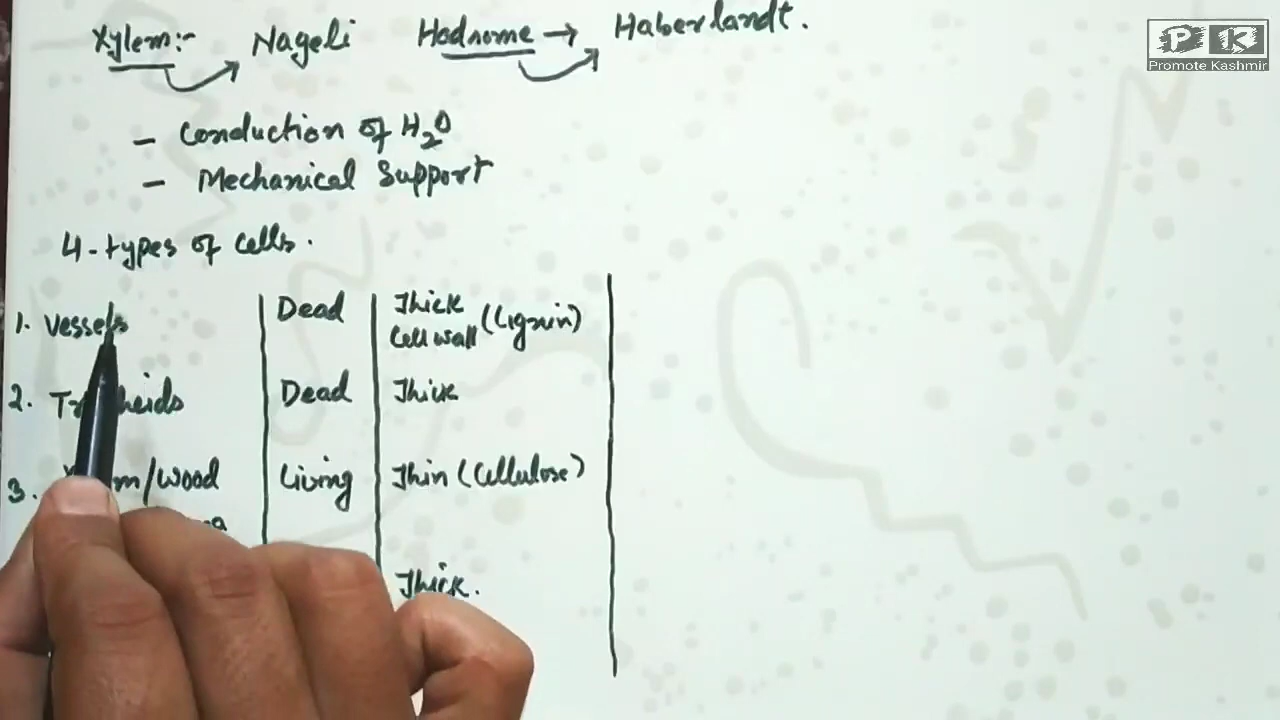 Xylem:- Nageli Hadrome → Haberlandt.
- Conduction of H2O
- Mechanical Support
4-types of cells.
1. Vessels Dead Thick Cell wall (Lignin)
2. Dead Thick
3. /Wood Living Thin (Cellulose)
Thick.
PK
Promote Kashmir